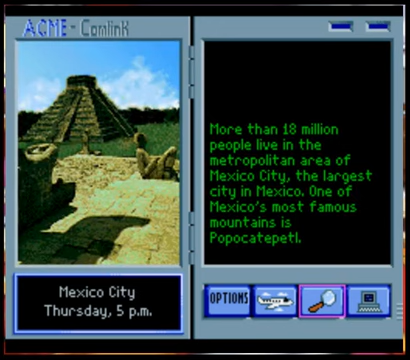 ACME - Comlink
More than 18 million
people live in the
metropolitan area of
Mexico City, the largest
city in Mexico. One of
Mexico's most famous
mountains is
Popocatepetl.
Mexico City
Thursday, 5 p.m.
OPTIONS